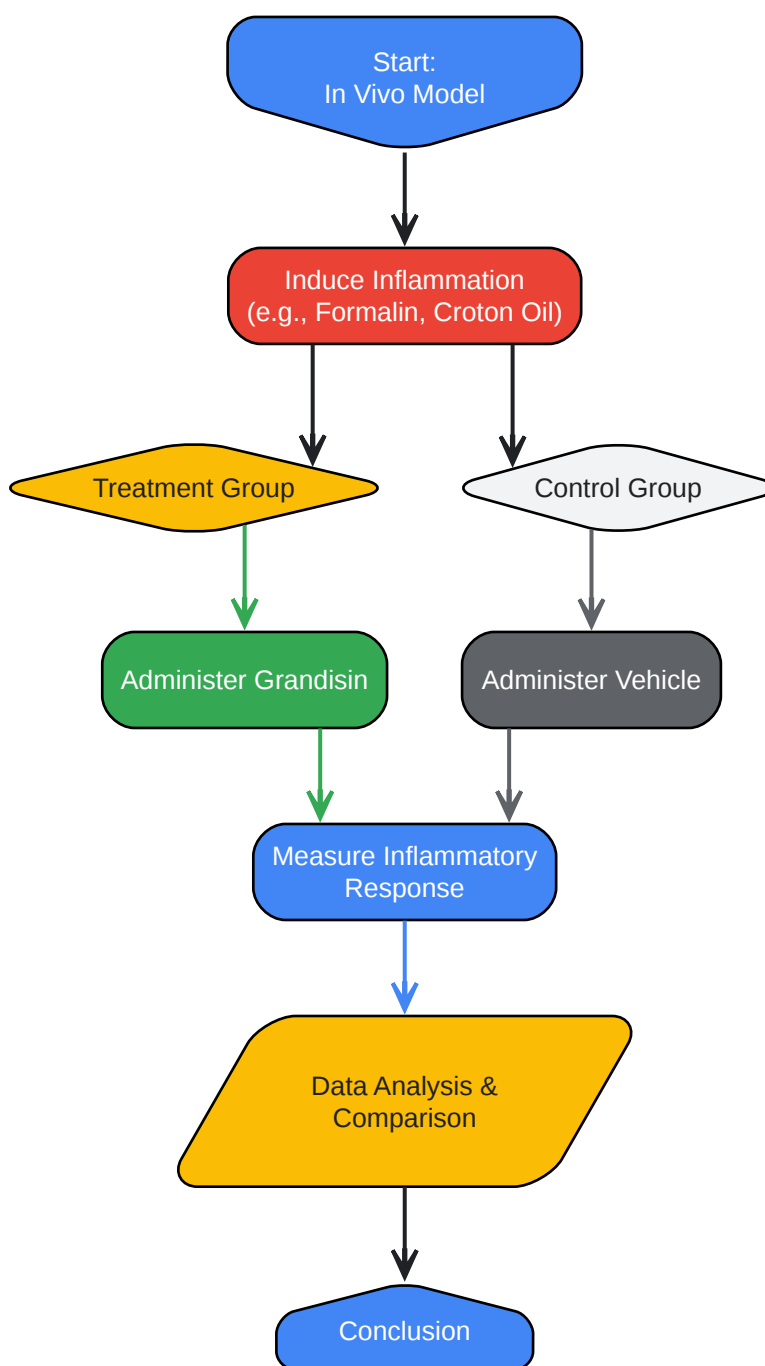 Start:
In Vivo Model
Induce Inflammation
(e.g., Formalin, Croton Oil)
Treatment Group
Control Group
Administer Grandisin
Administer Vehicle
Measure Inflammatory
Response
Data Analysis &
Comparison
Conclusion